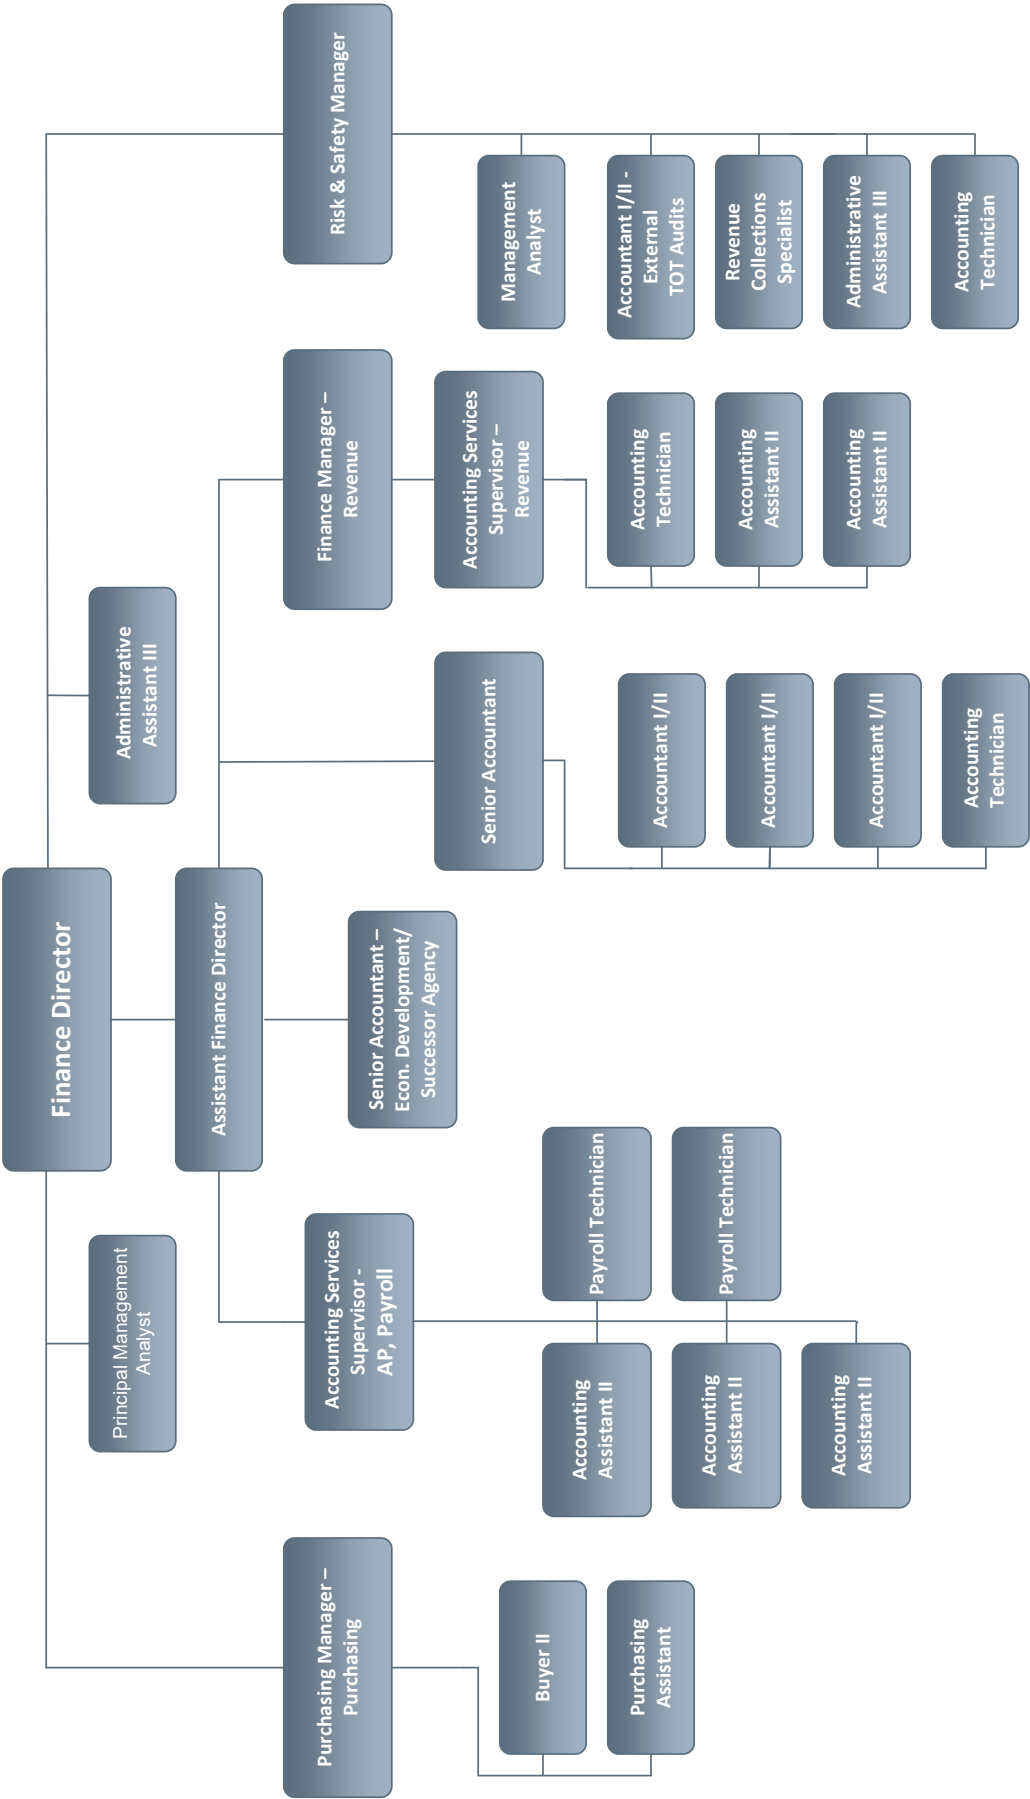 Finance Director
Principal Management
Analyst
Administrative
Assistant III
Assistant Finance Director
Purchasing Manager –
Purchasing
Buyer II
Purchasing
Assistant
Accounting Services
Supervisor -
AP, Payroll
Accounting
Assistant II
Payroll Technician
Accounting
Assistant II
Payroll Technician
Accounting
Assistant II
Senior Accountant –
Econ. Development/
Successor Agency
Senior Accountant
Accountant I/II
Accountant I/II
Accountant I/II
Accounting
Technician
Finance Manager –
Revenue
Accounting Services
Supervisor –
Revenue
Accounting
Technician
Accounting
Assistant II
Accounting
Assistant II
Risk & Safety Manager
Management
Analyst
Accountant I/II -
External
TOT Audits
Revenue
Collections
Specialist
Administrative
Assistant III
Accounting
Technician